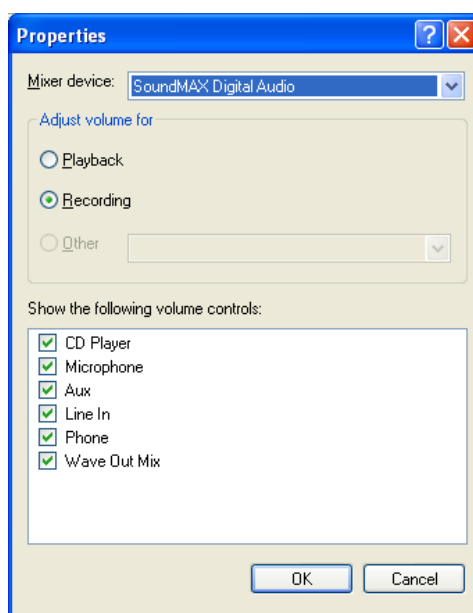 Properties
Mixer device: SoundMAX Digital Audio
Adjust volume for
Playback
Recording
Other
Show the following volume controls:
CD Player
Microphone
Aux
Line In
Phone
Wave Out Mix
OK Cancel